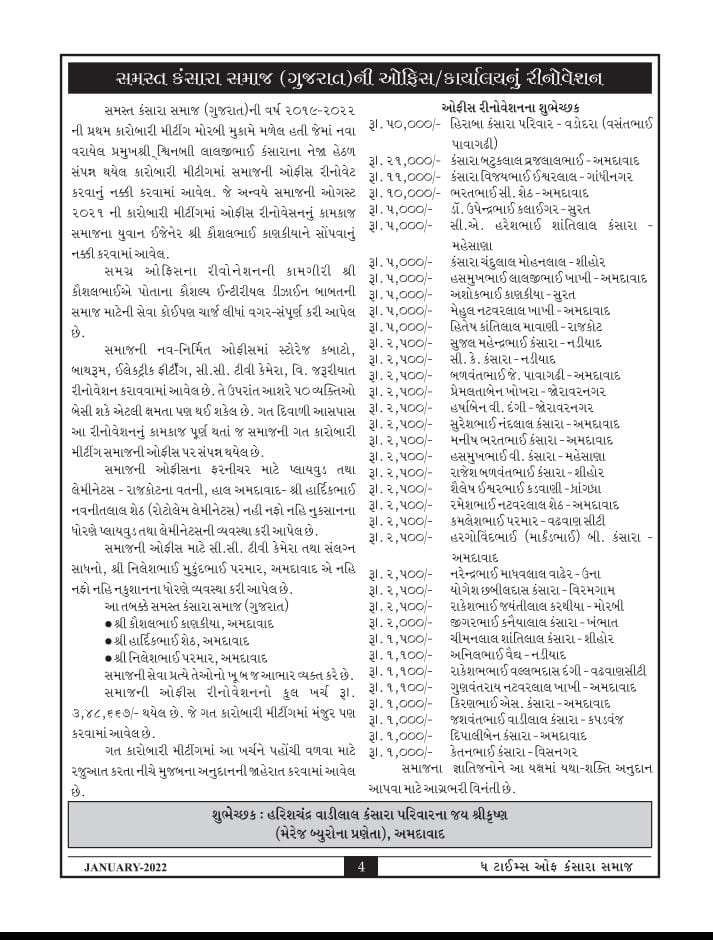 સમસ્ત કંસારા સમાજ (ગુજરાત)ની ઓફિસ/કાર્યાલયનું રીનોવેશન
સમસ્ત કંસારા સમાજ (ગુજરાત)ની વર્ષ ૨૦૧૯-૨૦૨૨
ની પ્રથમ કારોબારી મીટીંગ મોરબી મુકામે મળેલ હતી જેમાં નવા
વરાયેલ પ્રમુખશ્રી લાલજીભાઈ કંસારાના નેજા હેઠળ
સંપન્ન થયેલ કારોબારી મીટીગમાં સમાજની ઓફીસ રીનોવેટ
કરવાનું નક્કી કરવામાં આવેલ. જે અન્વયે સમાજની ઓગસ્ટ
૨૦૨૧ ની કારોબારી મીટીંગમાં ઓફીસ રીનોવેસનનું કામકાજ
સમાજના યુવાન ઈજેનેર શ્રી કૌશલભાઈ કાણકીયાને સોંપવાનું
નક્કી કરવામાં આવેલ.
સમગ્ર ઓફિસના રીવોનેશનની કામગીરી શ્રી
કૌશલભાઈએ પોતાના કૌશલ્ય ઈન્ટીરીયલ ડીઝાઈન બાબતની
સમાજ માટેની સેવા કોઈપણ ચાર્જ લીધાં વગર-સંપૂર્ણ કરી આપેલ
છે.
સમાજની નવ-નિર્મિત ઓફીસમાં સ્ટોરેજ કબાટો,
બાથરૂમ, ઈલેક્ટ્રીક ફીટીંગ, સી.સી. ટીવી કેમેરા, વિ. જરૂરીયાત
રીનોવેશન કરાવવામાં આવેલ છે. તે ઉપરાંત આશરે ૫૦ વ્યક્તિઓ
બેસી શકે એટલી ક્ષમતા પણ થઈ શકેલ છે. ગત દિવાળી આસપાસ
આ રીનોવેશનનું કામકાજ પૂર્ણ થતાં જ સમાજની ગત કારોબારી
મીટીંગ સમાજની ઓફીસ પર સંપન્ન થયેલ છે.
સમાજની ઓફીસના ફરનીચર માટે પ્લાયવુડ તથા
લેમીનેટસ - રાજકોટના વતની, હાલ અમદાવાદ- શ્રી હાર્દિકભાઈ
નવનીતલાલ શેઠ (રોટોલેમ લેમીનેટસ) નહી નફો નહિ નુકસાનના
ધોરણે પ્લાયવુડ તથા લેમીનેટસની વ્યવસ્થા કરી આપેલ છે.
સમાજની ઓફીસ માટે સી.સી. ટીવી કેમેરા તથા સંલગ્ન
સાધનો, શ્રી નિલેશભાઈ મુકુંદભાઈ પરમાર, અમદાવાદ એ નહિ
નફો નહિ નકુશાનના ધોરણે વ્યવસ્થા કરી આપેલ છે.
આ તબક્કે સમસ્ત કંસારા સમાજ (ગુજરાત)
● શ્રી કૌશલભાઈ કાણકીયા, અમદાવાદ
● શ્રી હાર્દિકભાઈ શેઠ, અમદાવાદ
● શ્રી નિલેશભાઈ પરમાર, અમદાવાદ
સમાજની સેવા પ્રત્યે તેઓનો ખૂબ જ આભાર વ્યક્ત કરે છે.
સમાજની ઓફીસ રીનોવેશનનો કુલ ખર્ચ રૂા.
૩,૪૮,૬૬૭/- થયેલ છે. જે ગત કારોબારી મીટીંગમાં મંજુર પણ
કરવામાં આવેલ છે.
ગત કારોબારી મીટીંગમાં આ ખર્ચને પહોંચી વળવા માટે
રજુઆત કરતા નીચે મુજબના અનુદાનની જાહેરાત કરવામાં આવેલ
છે.
ઓફીસ રીનોવેશનના શુભેચ્છક
રૂા. ૫૦,૦૦૦/- હિરાબા કંસારા પરિવાર - વડોદરા (વસંતભાઈ
પાવાગઢી)
રૂા. ૨૧,૦૦૦/- કંસારા બટુકલાલ વ્રજલાલભાઈ - અમદાવાદ
રૂા. ૧૧,૦૦૦/- કંસારા વિજયભાઈ ઈશ્વરલાલ - ગાંધીનગર
રૂા. ૧૦,૦૦૦/- ભરતભાઈ સી. શેઠ - અમદાવાદ
રૂા. ૫,૦૦૦/- ડૉ. ઉપેન્દ્રભાઈ કલાઈગર - સુરત
રૂા. ૫,૦૦૦/- સી.એ. હરેશભાઈ શાંતિલાલ કંસારા -
મહેસાણા
રૂા. ૫,૦૦૦/- કંસારા ચંદુલાલ મોહનલાલ - શીહોર
રૂા. ૫,૦૦૦/- હસમુખભાઈ લાલજીભાઈ ખાખી - અમદાવાદ
રૂા. ૫,૦૦૦/- અશોકભાઈ કાણકીયા - સુરત
રૂા. ૫,૦૦૦/- મેહુલ નટવરલાલ ખાખી - અમદાવાદ
રૂા. ૫,૦૦૦/- હિતેષ કાંતિલાલ માવાણી - રાજકોટ
રૂા. ૨,૫૦૦/- સુજલ મહેન્દ્રભાઈ કંસારા - નડીયાદ
રૂા. ૨,૫૦૦/- સી. કે. કંસારા - નડીયાદ
રૂા. ૨,૫૦૦/- બળવંતભાઈ જે. પાવાગઢી - અમદાવાદ
રૂા. ૨,૫૦૦/- પ્રેમલતાબેન ખોખરા - જોરાવરનગર
રૂા. ૨,૫૦૦/- હર્ષાબેન વી. દંગી - જોરાવરનગર
રૂા. ૨,૫૦૦/- સુરેશભાઈ નંદલાલ કંસારા - અમદાવાદ
રૂા. ૨,૫૦૦/- મનીષ ભરતભાઈ કંસારા - અમદાવાદ
રૂા. ૨,૫૦૦/- હસમુખભાઈ વી. કંસારા - મહેસાણા
રૂા. ૨,૫૦૦/- રાજેશ બળવંતભાઈ કંસારા - શીહોર
રૂા. ૨,૫૦૦/- શૈલેષ ઈશ્વરભાઈ કડવાણી - ધ્રાંગધ્રા
રૂા. ૨,૫૦૦/- રમેશભાઈ નટવરલાલ શેઠ - અમદાવાદ
રૂા. ૨,૫૦૦/- કમલેશભાઈ પરમાર - વઢવાણ સીટી
રૂા. ૨,૫૦૦/- હરગોવિંદભાઈ (માર્કંડભાઈ) બી. કંસારા -
અમદાવાદ
રૂા. ૨,૫૦૦/- નરેન્દ્રભાઈ માધવલાલ વાઢેર - ઉના
રૂા. ૨,૫૦૦/- યોગેશ છબીલદાસ કંસારા - વિરમગામ
રૂા. ૨,૫૦૦/- રાકેશભાઈ જયંતીલાલ કરથીયા - મોરબી
રૂા. ૨,૦૦૦/- જીગરભાઈ કનૈયાલાલ કંસારા - ખંભાત
રૂા. ૧,૫૦૦/- ચીમનલાલ શાંતિલાલ કંસારા - શીહોર
રૂા. ૧,૧૦૦/- અનિલભાઈ વૈદ્ય - નડીયાદ
રૂા. ૧,૧૦૦/- રાકેશભભાઈ વલ્લભદાસ દંગી - વઢવાણસીટી
રૂા. ૧,૧૦૦/- ગુણવંતરાય નટવરલાલ ખાખી - અમદાવાદ
રૂા. ૧,૦૦૦/- કિરણભાઈ એસ. કંસારા - અમદાવાદ
રૂા. ૧,૦૦૦/- જશવંતભાઈ વાડીલાલ કંસારા - કપડવંજ
રૂા. ૧,૦૦૦/- દિપાલીબેન કંસારા - અમદાવાદ
રૂા. ૧,૦૦૦/- કેતનભાઈ કંસારા - વિસનગર
સમાજના જ્ઞાતિજનોને આ યજ્ઞમાં યથા-શક્તિ અનુદાન
આપવા માટે આગ્રભરી વિનંતી છે.
શુભેચ્છક : હરિશચંદ્ર વાડીલાલ કંસારા પરિવારના જય શ્રીકૃષ્ણ
(મેરેજ બ્યુરોના પ્રણેતા), અમદાવાદ
JANUARY-2022
4
ધ ટાઈમ્સ ઓફ કંસારા સમાજ